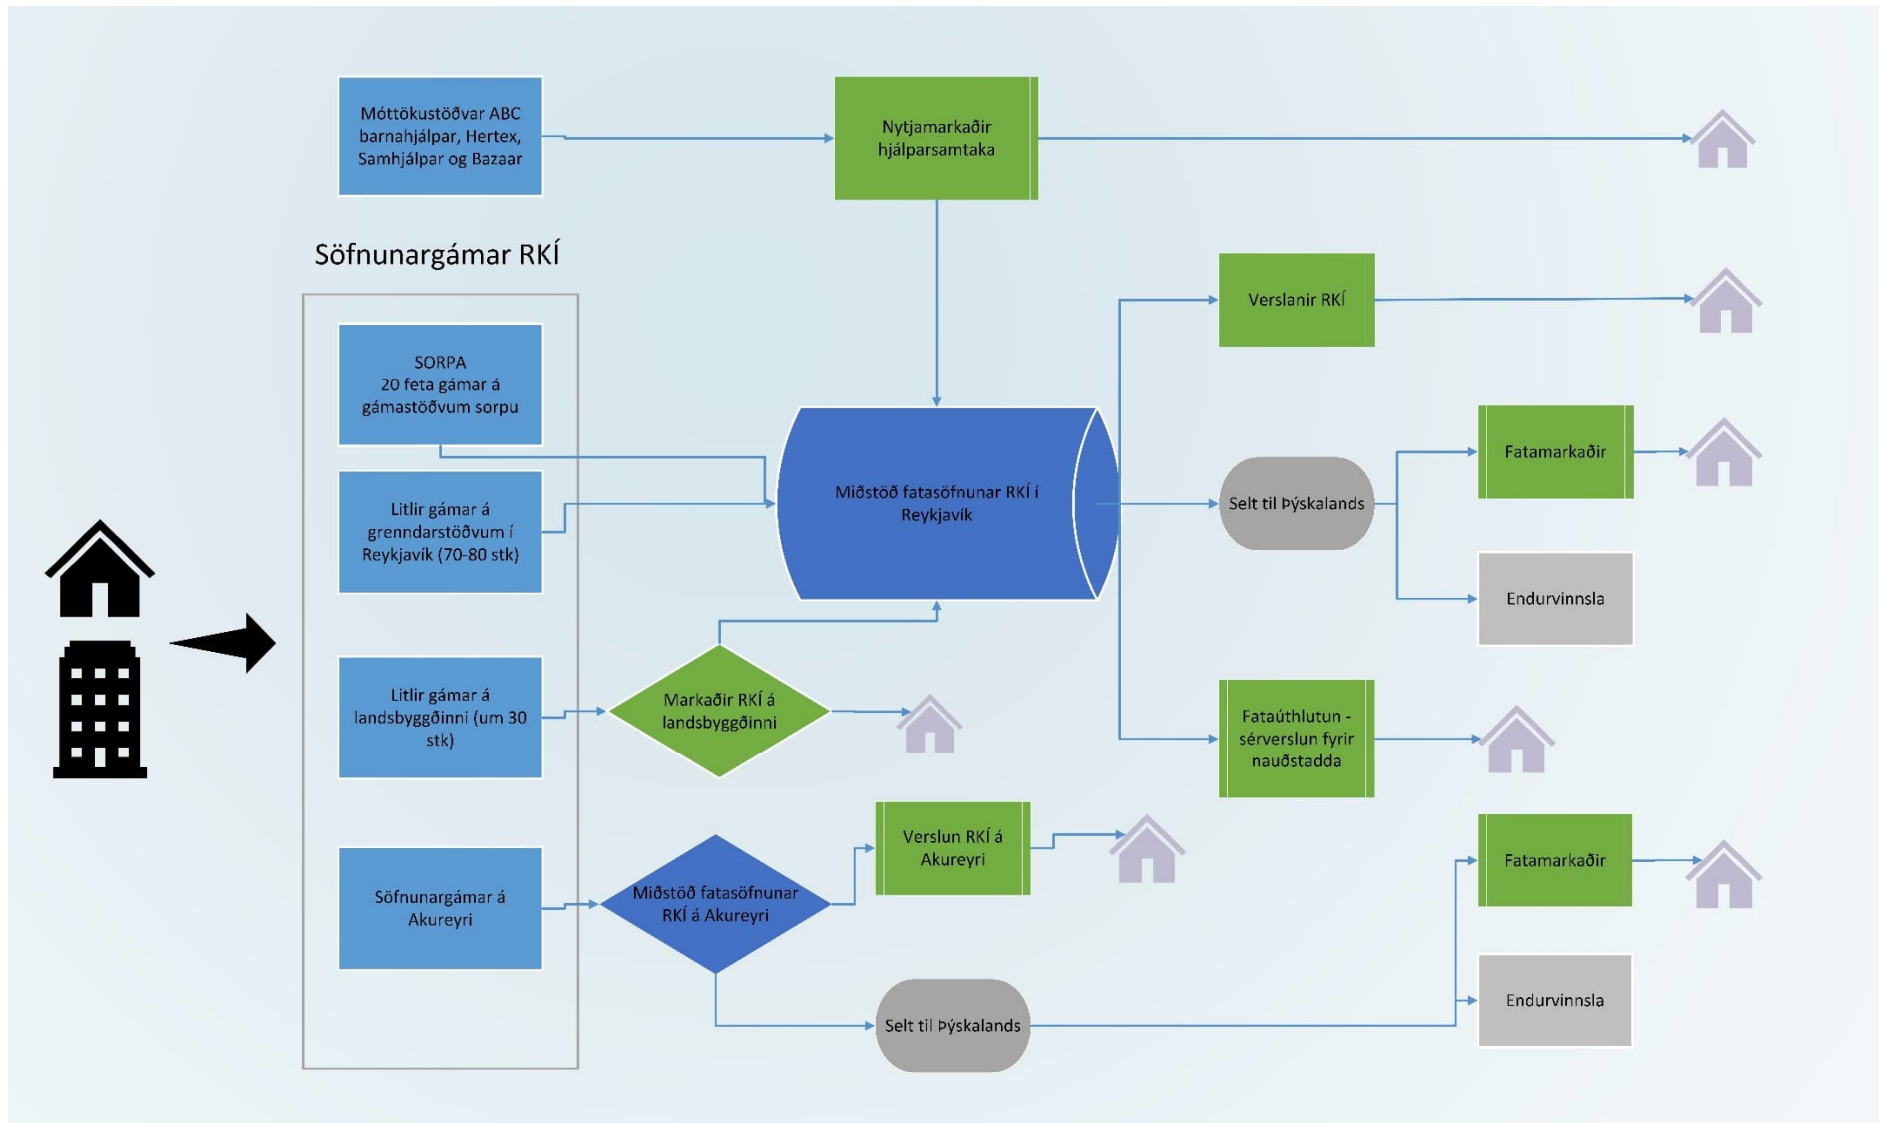 Móttökustöðvar ABC
barnahjálpar, Hertex,
Samhjálpar og Bazaar
Nytjamarkaðir
hjálparsamtaka
Söfnunargámar RKÍ
SORPA
20 feta gámar á
gámastöðvum sorpu
Litlir gámar á
grenndarstöðvum í
Reykjavík (70-80 stk)
Litlir gámar á
landsbyggðinni (um 30
stk)
Söfnunargámar á
Akureyri
Miðstöð fatasöfnunar RKÍ í
Reykjavík
Markaðir RKÍ á
landsbyggðinni
Miðstöð fatasöfnunar
RKÍ á Akureyri
Verslun RKÍ á
Akureyri
Selt til Þýskalands
Verslanir RKÍ
Selt til Þýskalands
Fatamarkaðir
Endurvinnsla
Fataúthlutun -
sérverslun fyrir
nauðstadda
Fatamarkaðir
Endurvinnsla